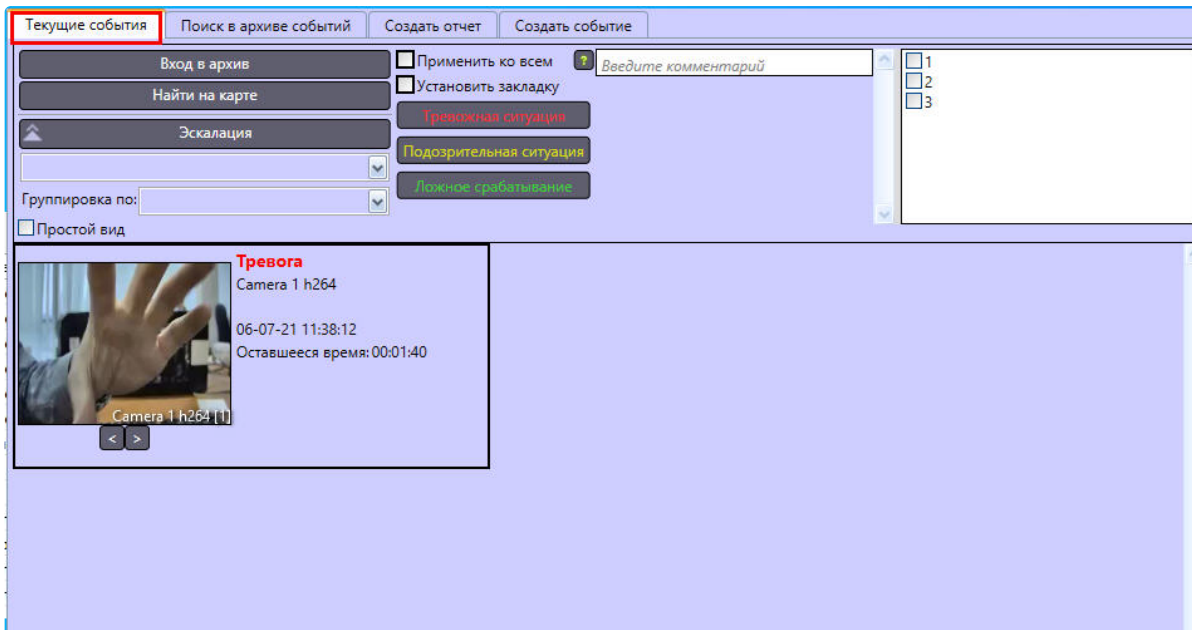 Текущие события
Поиск в архиве событий
Создать отчет
Создать событие
Вход в архив
Найти на карте
Эскалация
Группировка по:
Простой вид
Применить ко всем
?
Установить закладку
Тревожная ситуация
Подозрительная ситуация
Ложное срабатывание
Введите комментарий
1
2
3
Тревога
Camera 1 h264
06-07-21 11:38:12
Оставшееся время: 00:01:40
Camera 1 h264 [1]
< >